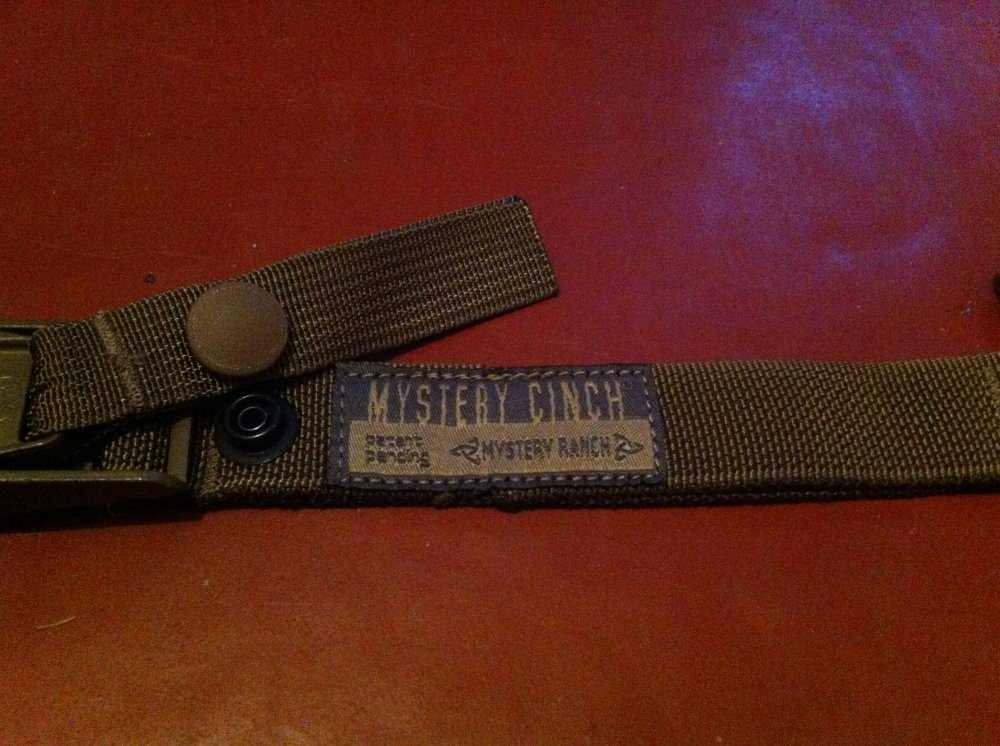 MYSTERY CINCH
patent
pending
MYSTERY RANCH